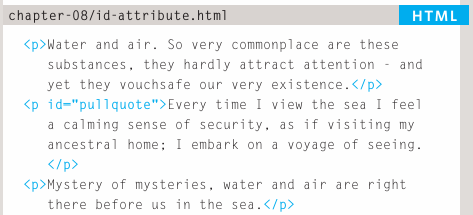 chapter-08/id-attribute.html HTML
<p>Water and air. So very commonplace are these
substances, they hardly attract attention - and
yet they vouchsafe our very existence.</p>
<p id="pullquote">Every time I view the sea I feel
a calming sense of security, as if visiting my
ancestral home; I embark on a voyage of seeing.
</p>
<p>Mystery of mysteries, water and air are right
there before us in the sea.</p>